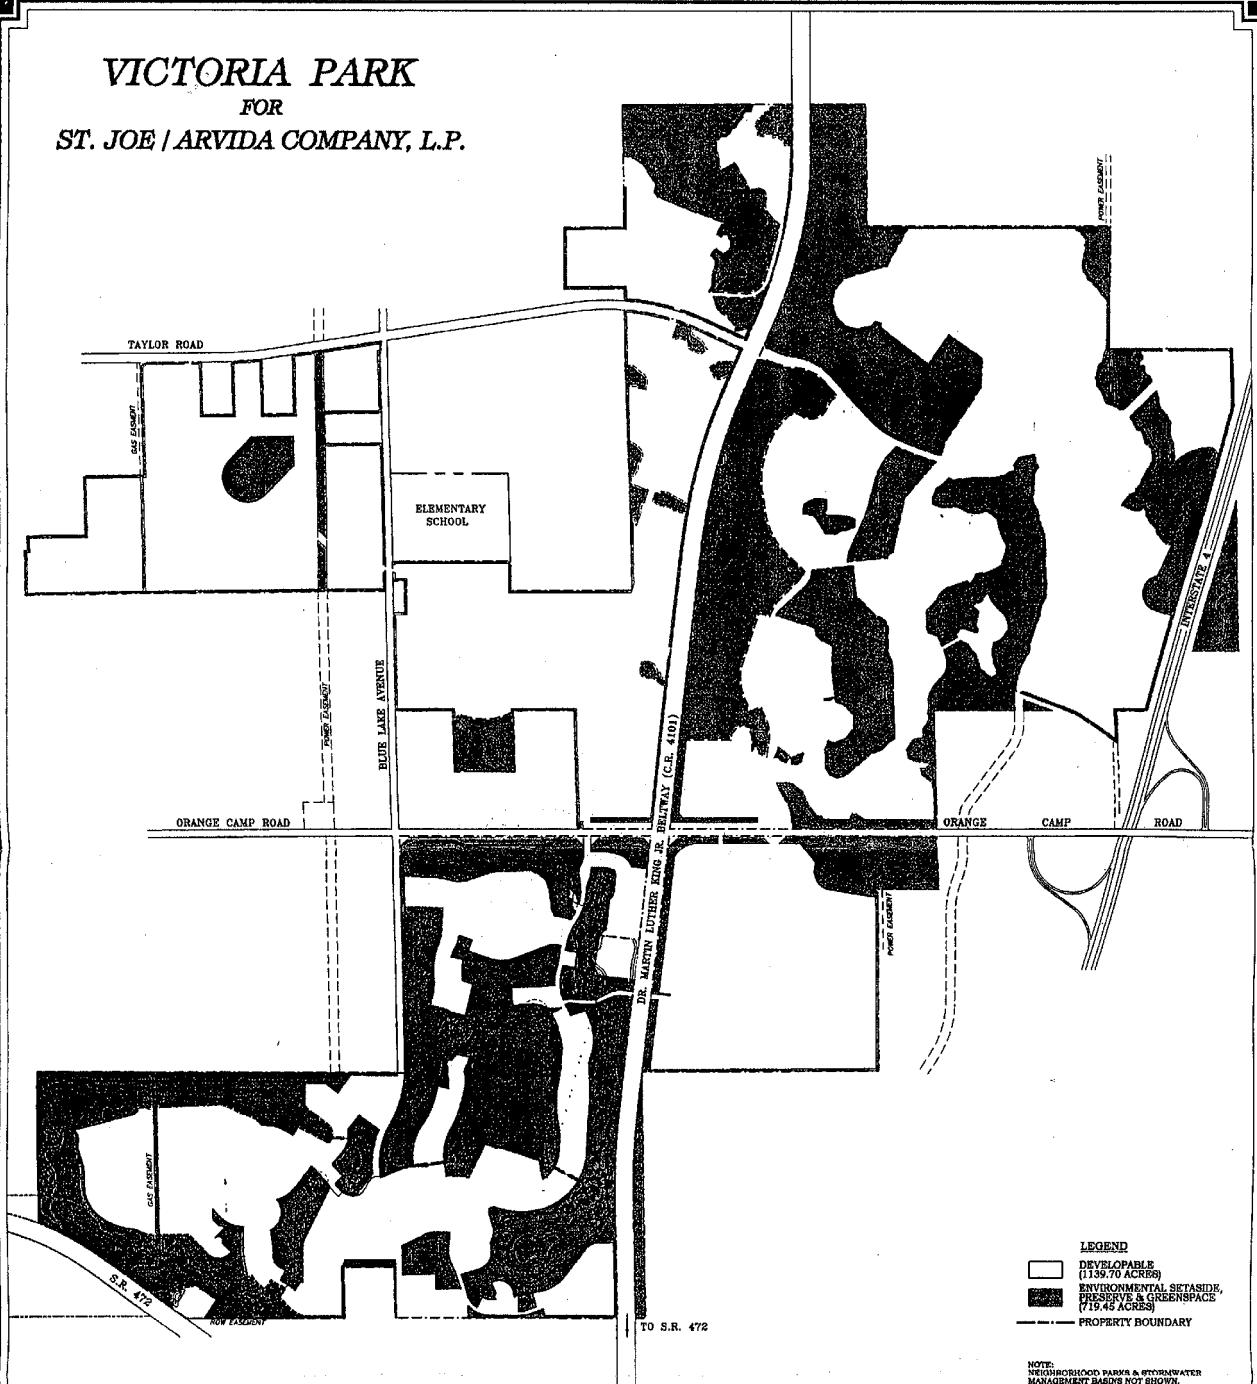 VICTORIA PARK
FOR
ST. JOE / ARVIDA COMPANY, L.P.
POWER EASEMENT
TAYLOR ROAD
GAS EASMENT
ELEMENTARY
SCHOOL
INTERSTATE 4
BLUE LAKE AVENUE
POWER EASEMENT
DR. MARTIN LUTHER KING JR. BELTWAY (C.R. 4101)
ORANGE CAMP ROAD
ORANGE CAMP ROAD
POWER EASEMENT
GAS EASEMENT
S.R. 472
ROW EASEMENT
TO S.R. 472
LEGEND
DEVELOPABLE
(1139.70 ACRES)
ENVIRONMENTAL SETASIDE,
PRESERVE & GREENSPACE
(719.45 ACRES)
PROPERTY BOUNDARY
NOTE:
NEIGHBORHOOD PARKS & STORMWATER
MANAGEMENT BASINS NOT SHOWN.